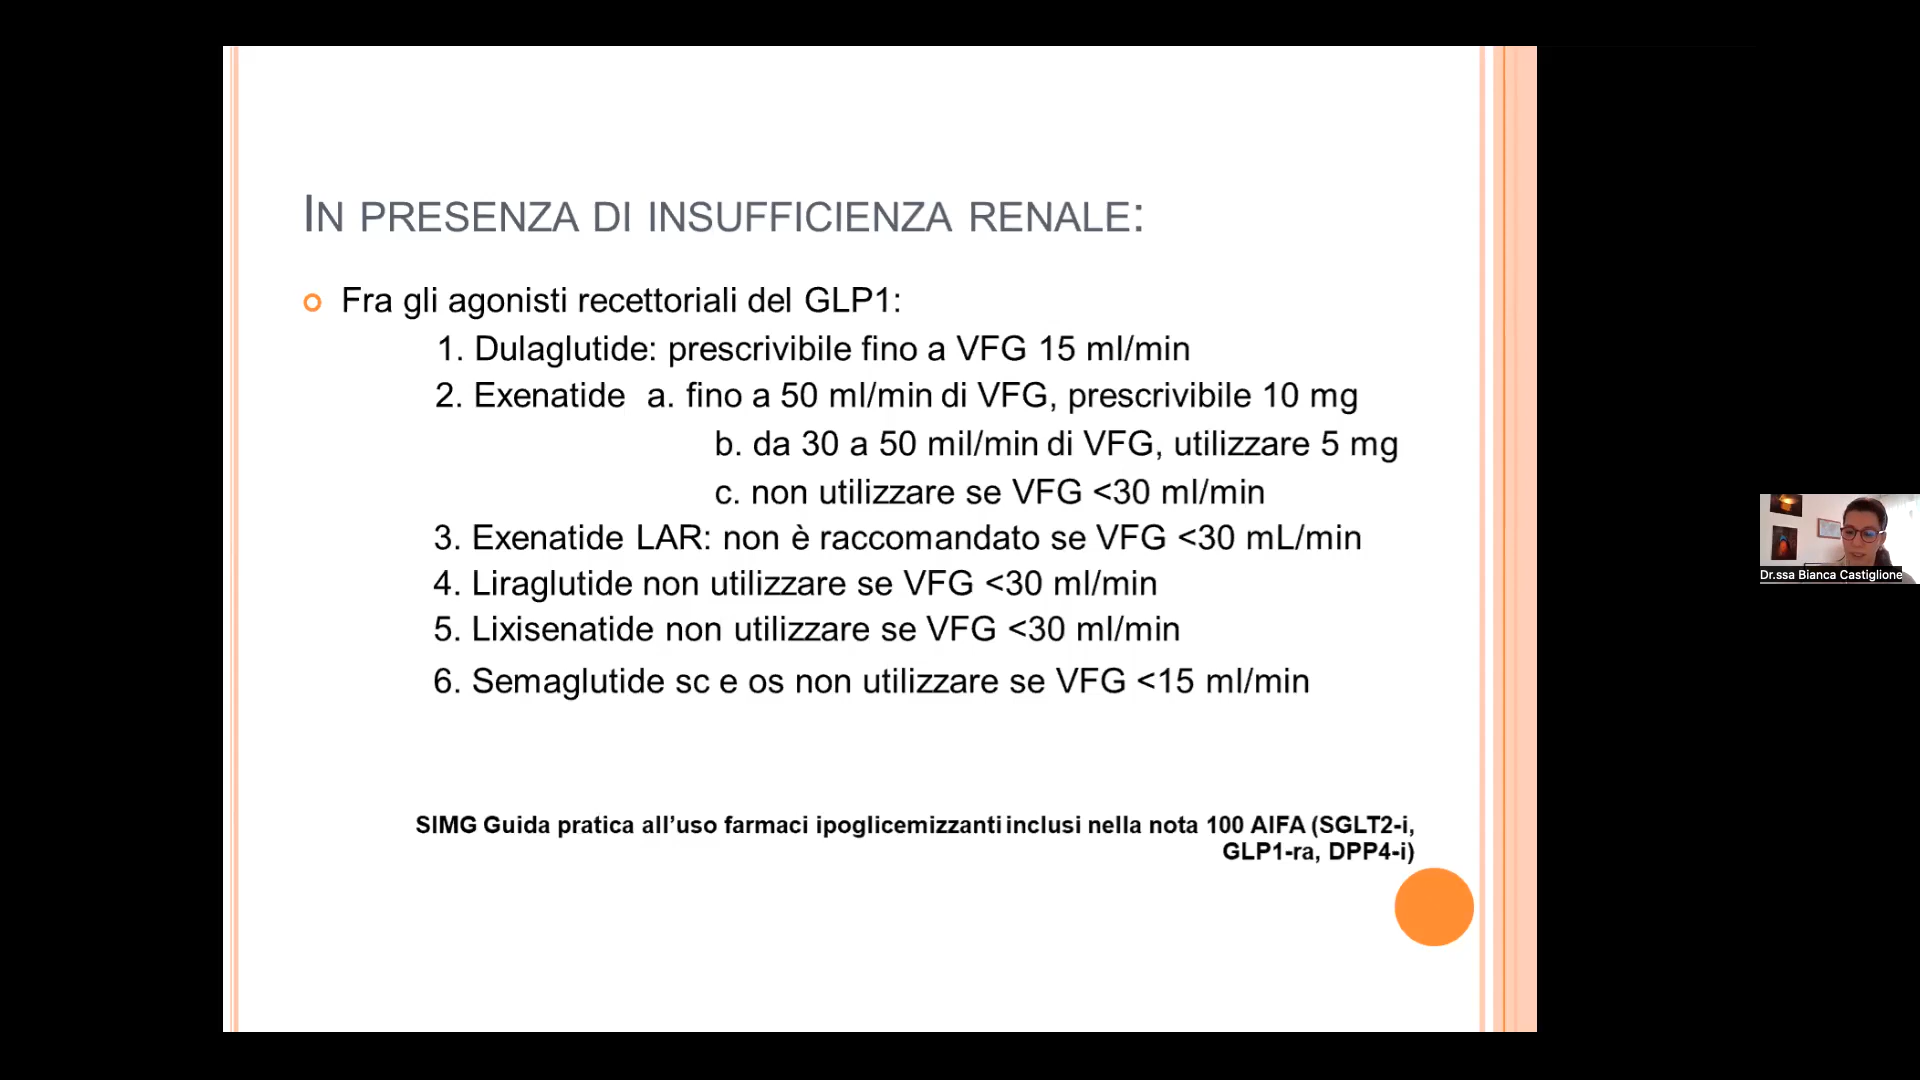 IN PRESENZA DI INSUFFICIENZA RENALE:
Fra gli agonisti recettoriali del GLP1:
1. Dulaglutide: prescrivibile fino a VFG 15 ml/min
2. Exenatide a. fino a 50 ml/min di VFG, prescrivibile 10 mg
b. da 30 a 50 mil/min di VFG, utilizzare 5 mg
c. non utilizzare se VFG <30 ml/min
3. Exenatide LAR: non è raccomandato se VFG <30 mL/min
4. Liraglutide non utilizzare se VFG <30 ml/min
5. Lixisenatide non utilizzare se VFG <30 ml/min
6. Semaglutide sc e os non utilizzare se VFG <15 ml/min
SIMG Guida pratica all'uso farmaci ipoglicemizzanti inclusi nella nota 100 AIFA (SGLT2-i,
GLP1-ra, DPP4-i)
Dr.ssa Bianca Castiglione